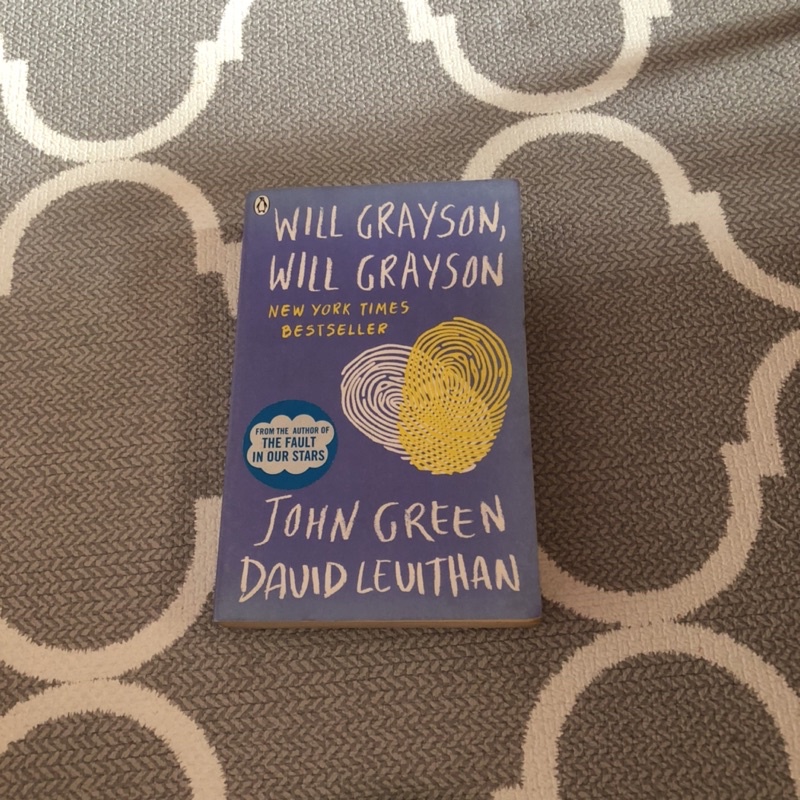 WILL GRAYSON,
WILL GRAYSON
NEW YORK TIMES
BESTSELLER
FROM THE AUTHOR OF
THE FAULT
IN OUR STARS
JOHN GREEN
DAVID LEVITHAN